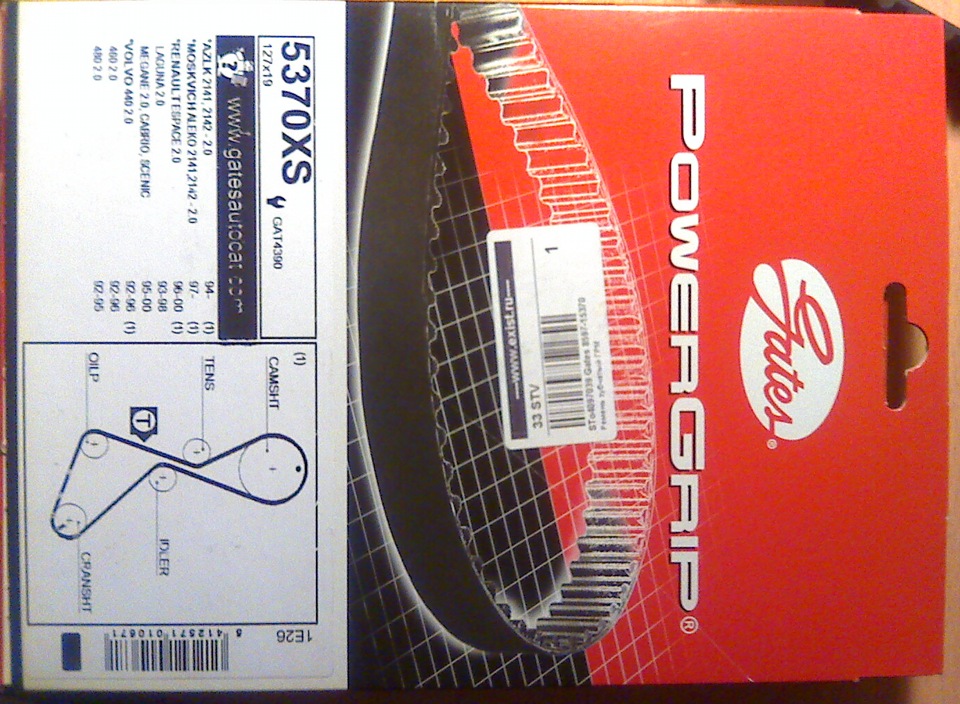 Gates®
POWERGRIP®
www.exist.ru
33 STV
1
5370XS
127x19
GAT4390
www.gatesautocat.com
*AZLK 2141, 2142 - 2.0 94- (1)
*MOSKVICH ALEKO 2141,2142 - 2.0 97- (1)
*RENAULT ESPACE 2.0 96-00 (1)
LAGUNA 2.0 93-98
MEGANE 2.0, CABRIO, SCENIC 95-00
*VOLVO 440 2.0 92-96 (1)
460 2.0 92-96
480 2.0 92-95
(1)
CAMSHT
TENS
T
OILP
IDLER
CRANSHT
1E26
5 412571 010671